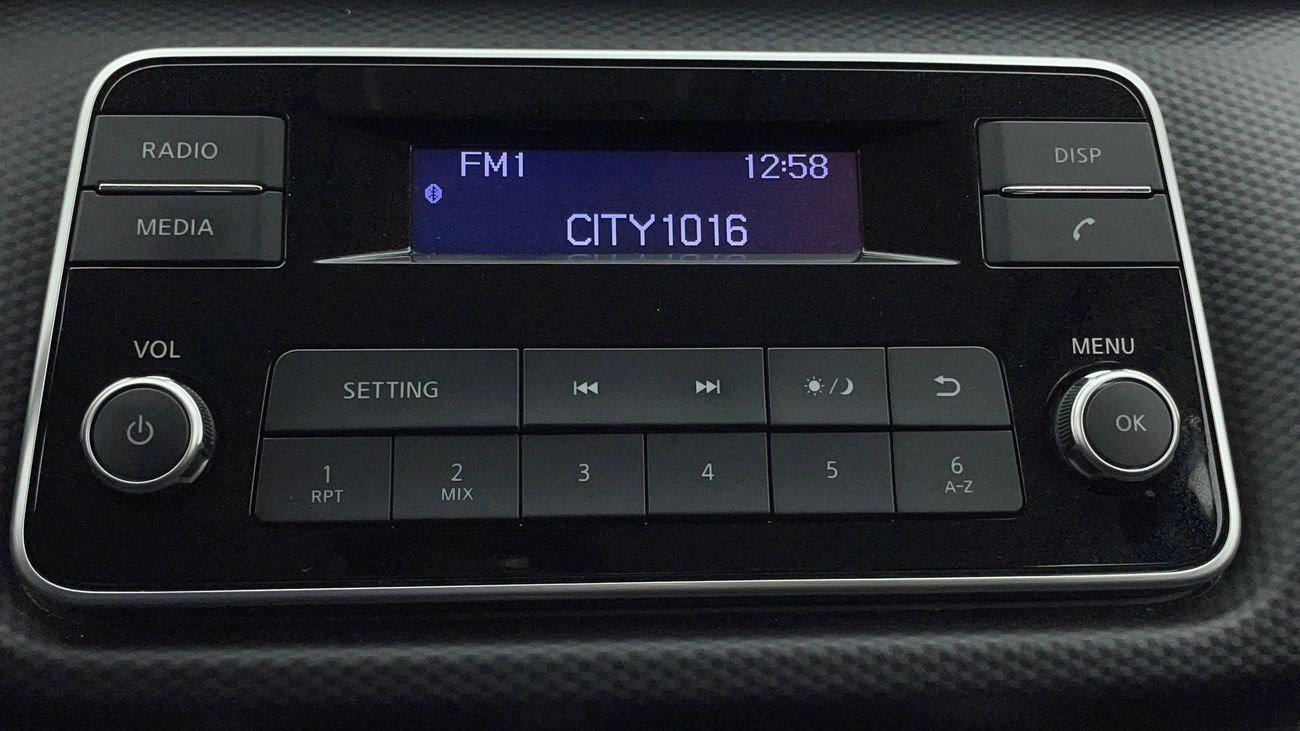 RADIO
MEDIA
FM1 12:58
CITY1016
DISP
VOL
MENU
SETTING
OK
1
RPT
2
MIX
3
4
5
6
A-Z